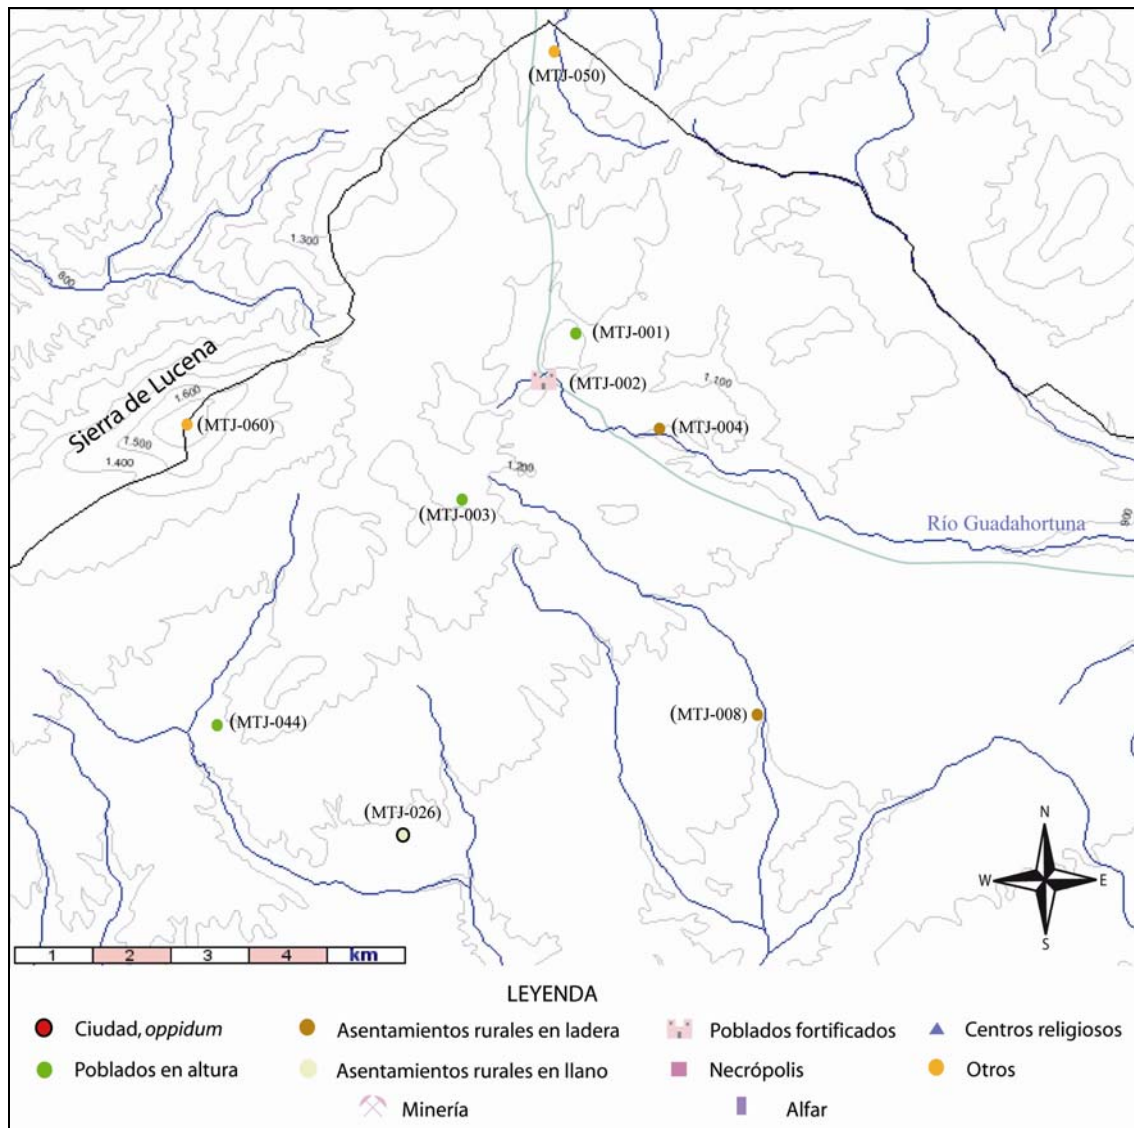 (MTJ-050)
1.300
800
(MTJ-001)
Sierra de Lucena
(MTJ-002)
1.100
1.600
(MTJ-060)
(MTJ-004)
1.500
1.400
1.200
(MTJ-003)
Río Guadahortuna
900
(MTJ-044)
(MTJ-008)
(MTJ-026)
N
W E
S
1 2 3 4 km
LEYENDA
Ciudad, oppidum
Asentamientos rurales en ladera
Poblados fortificados
Centros religiosos
Poblados en altura
Asentamientos rurales en llano
Necrópolis
Otros
Minería
Alfar